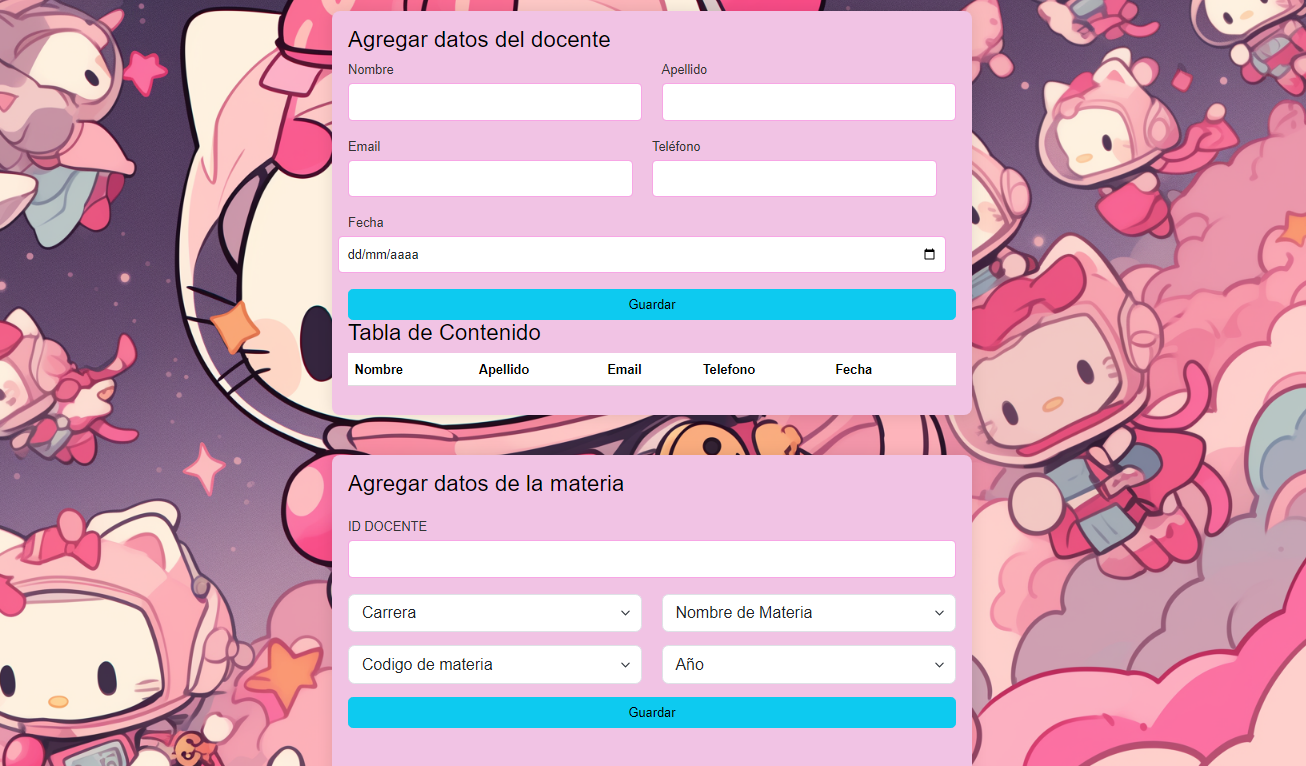 Agregar datos del docente
Nombre Apellido
Email Teléfono
Fecha
dd/mm/aaaa
Guardar
Tabla de Contenido
Nombre Apellido Email Telefono Fecha
Agregar datos de la materia
ID DOCENTE
Carrera Nombre de Materia
Codigo de materia Año
Guardar